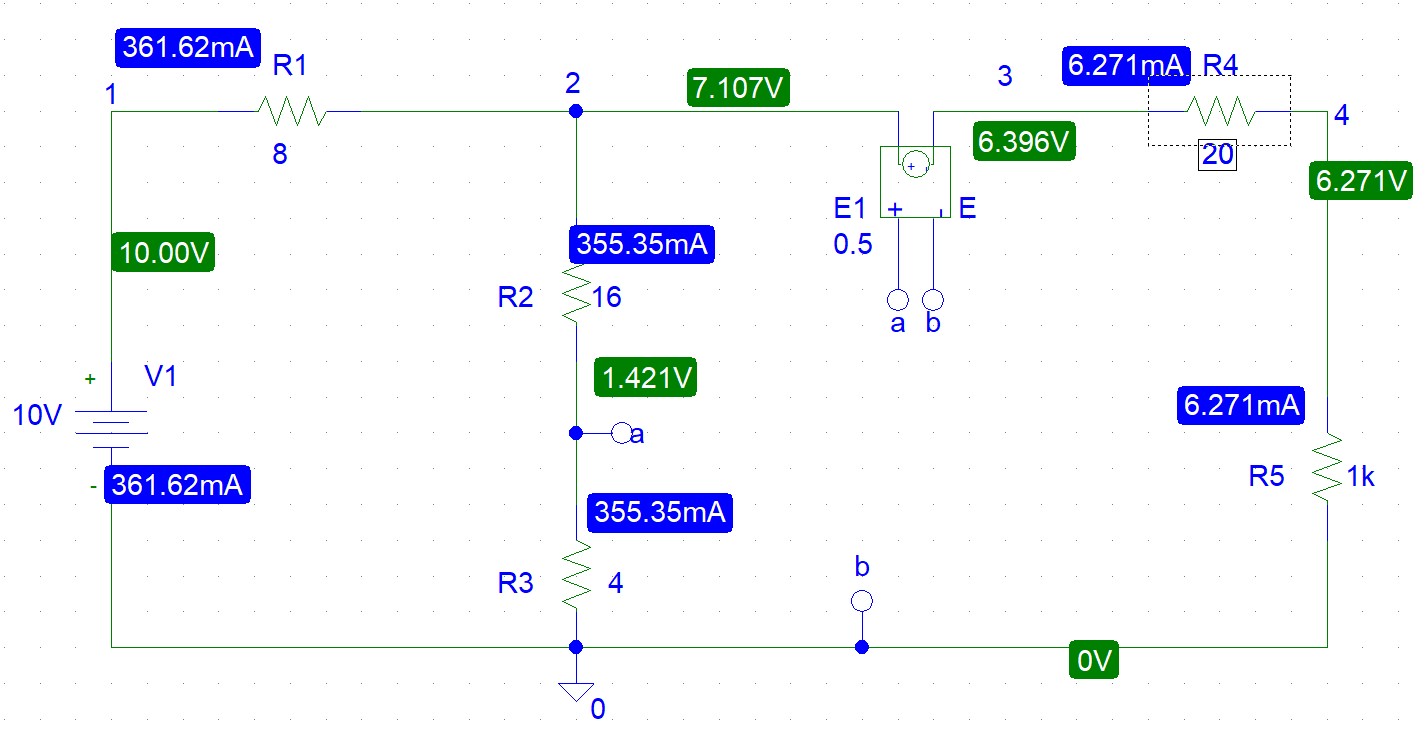 361.62mA
R1
1
8
2
7.107V
3
6.396V
6.271mA
R4
20
4
6.271V
10.00V
355.35mA
R2
16
E1
+
E
0.5
a
b
+
V1
10V
-
361.62mA
1.421V
a
6.271mA
R5
1k
355.35mA
R3
4
b
0V
0